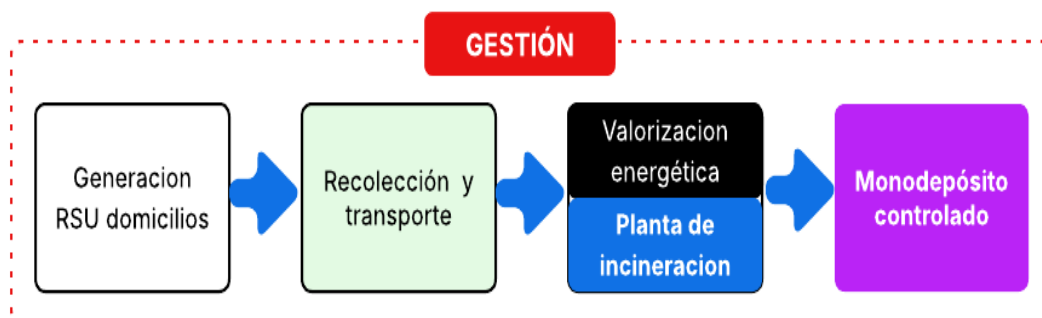 GESTIÓN
Generacion
RSU domicilios
Recolección y
transporte
Valorizacion
energética
Planta de
incineracion
Monodepósito
controlado